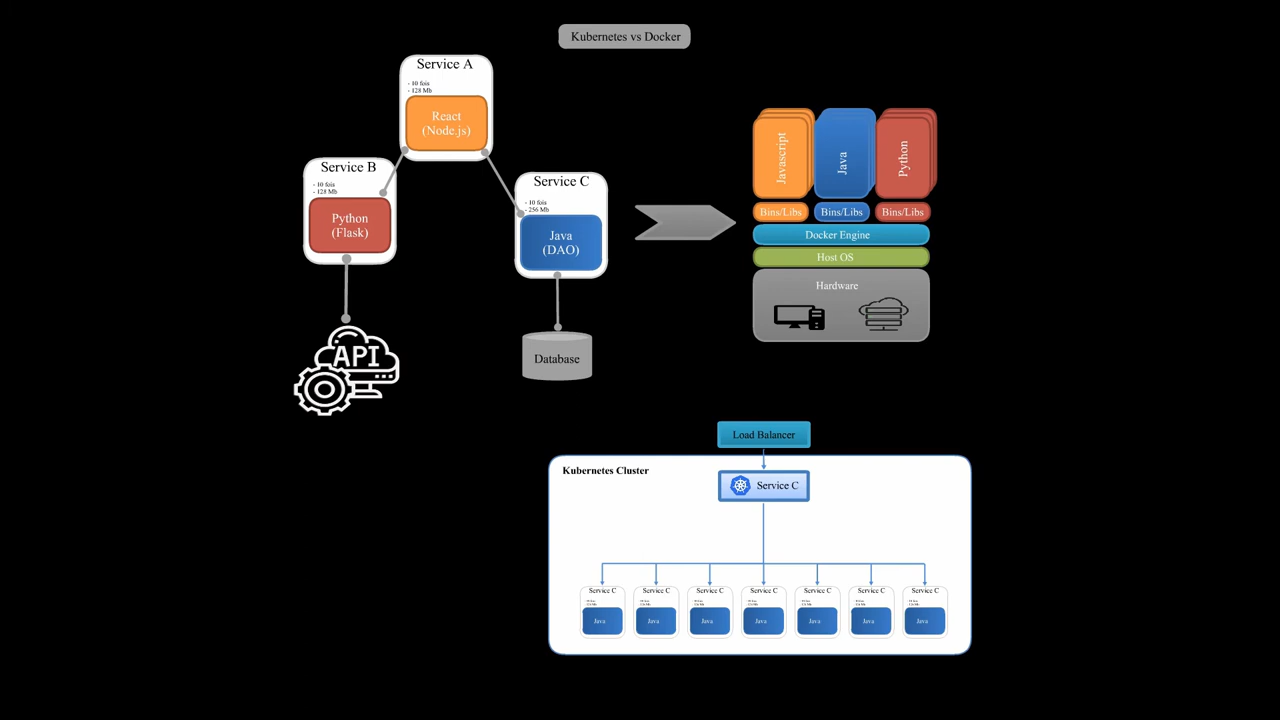 Kubernetes vs Docker
Service A
- 10 fois
- 128 Mb
React
(Node.js)
Service B
- 10 fois
- 128 Mb
Python
(Flask)
Service C
- 10 fois
- 256 Mb
Java
(DAO)
API
Database
Javascript
Java
Python
Bins/Libs
Bins/Libs
Bins/Libs
Docker Engine
Host OS
Hardware
Load Balancer
Kubernetes Cluster
Service C
Service C
Java
Service C
Java
Service C
Java
Service C
Java
Service C
Java
Service C
Java
Service C
Java